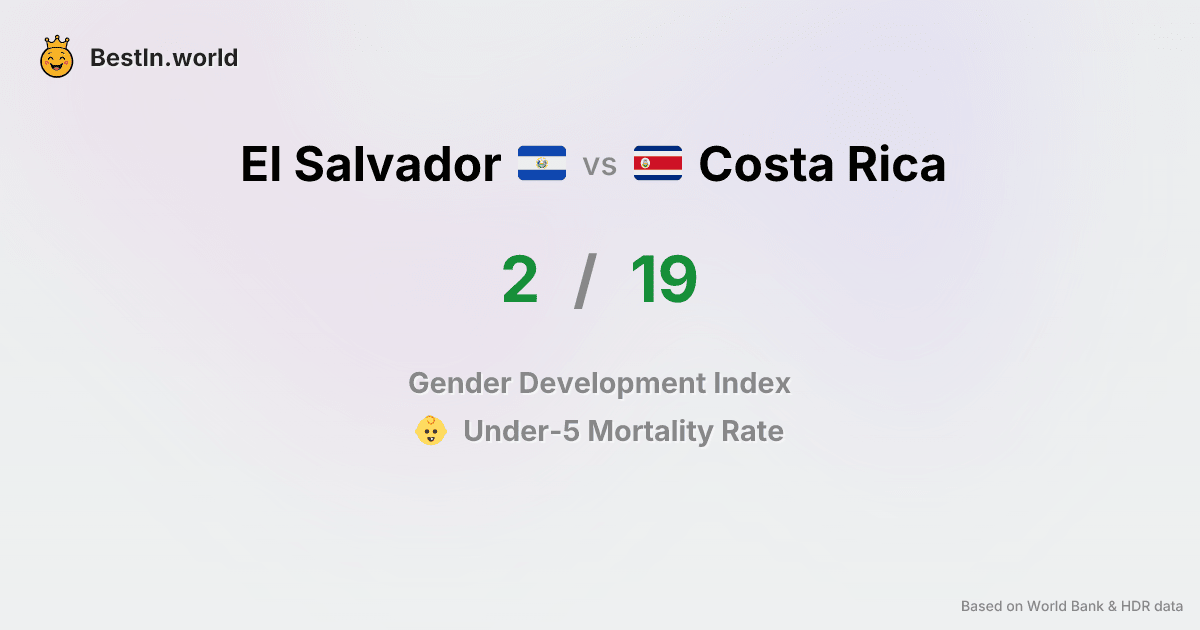 BestIn.world
El Salvador vs Costa Rica
2 / 19
Gender Development Index
Under-5 Mortality Rate
Based on World Bank & HDR data